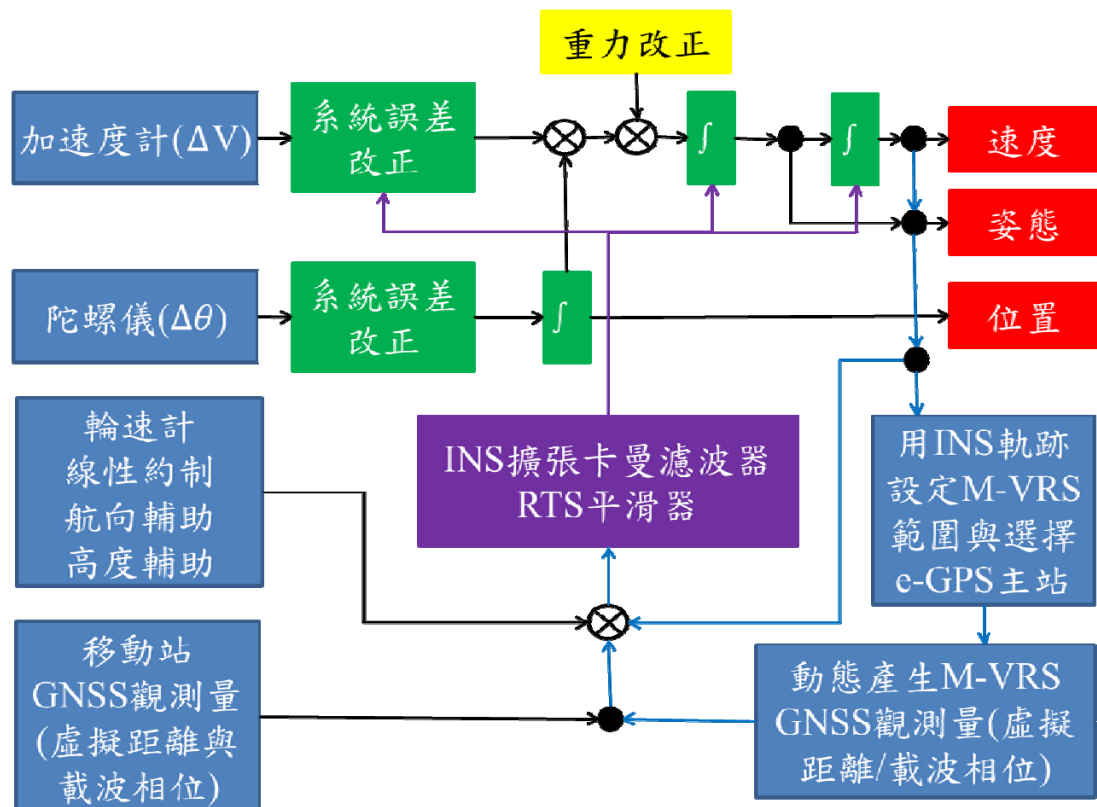 重力改正
加速度計(ΔV)
系統誤差
改正
∫
∫
速度
姿態
陀螺儀(Δθ)
系統誤差
改正
∫
位置
輪速計
線性約制
航向輔助
高度輔助
INS擴張卡曼濾波器
RTS平滑器
用INS軌跡
設定M-VRS
範圍與選擇
e-GPS主站
移動站
GNSS觀測量
(虛擬距離與
載波相位)
動態產生M-VRS
GNSS觀測量(虛擬
距離/載波相位)